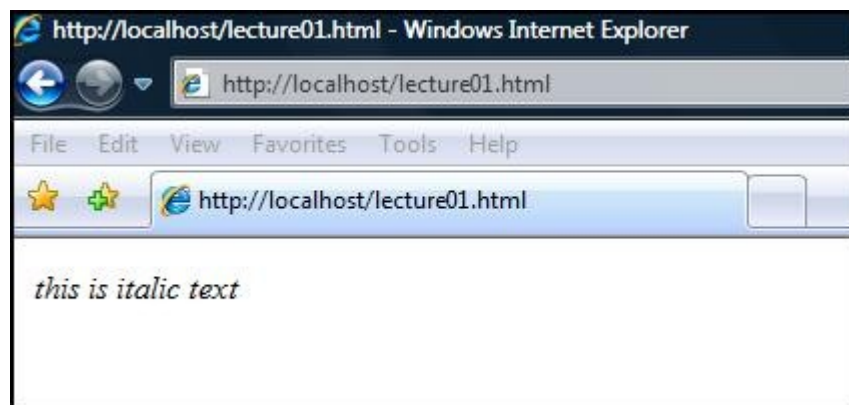 http://localhost/lecture01.html - Windows Internet Explorer
http://localhost/lecture01.html
File Edit View Favorites Tools Help
http://localhost/lecture01.html
this is italic text